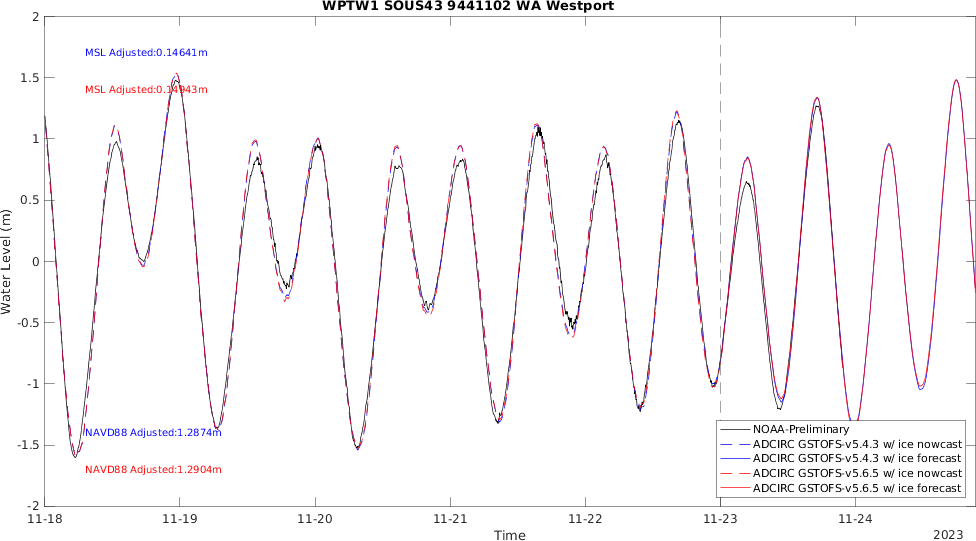 WPTW1 SOUS43 9441102 WA Westport
2
1.5
1
0.5
0
-0.5
-1
-1.5
-2
Water Level (m)
MSL Adjusted:0.14641m
MSL Adjusted:0.14943m
NAVD88 Adjusted:1.2874m
NAVD88 Adjusted:1.2904m
NOAA-Preliminary
ADCIRC GSTOFS-v5.4.3 w/ ice nowcast
ADCIRC GSTOFS-v5.4.3 w/ ice forecast
ADCIRC GSTOFS-v5.6.5 w/ ice nowcast
ADCIRC GSTOFS-v5.6.5 w/ ice forecast
11-18 11-19 11-20 11-21 11-22 11-23 11-24
Time
2023